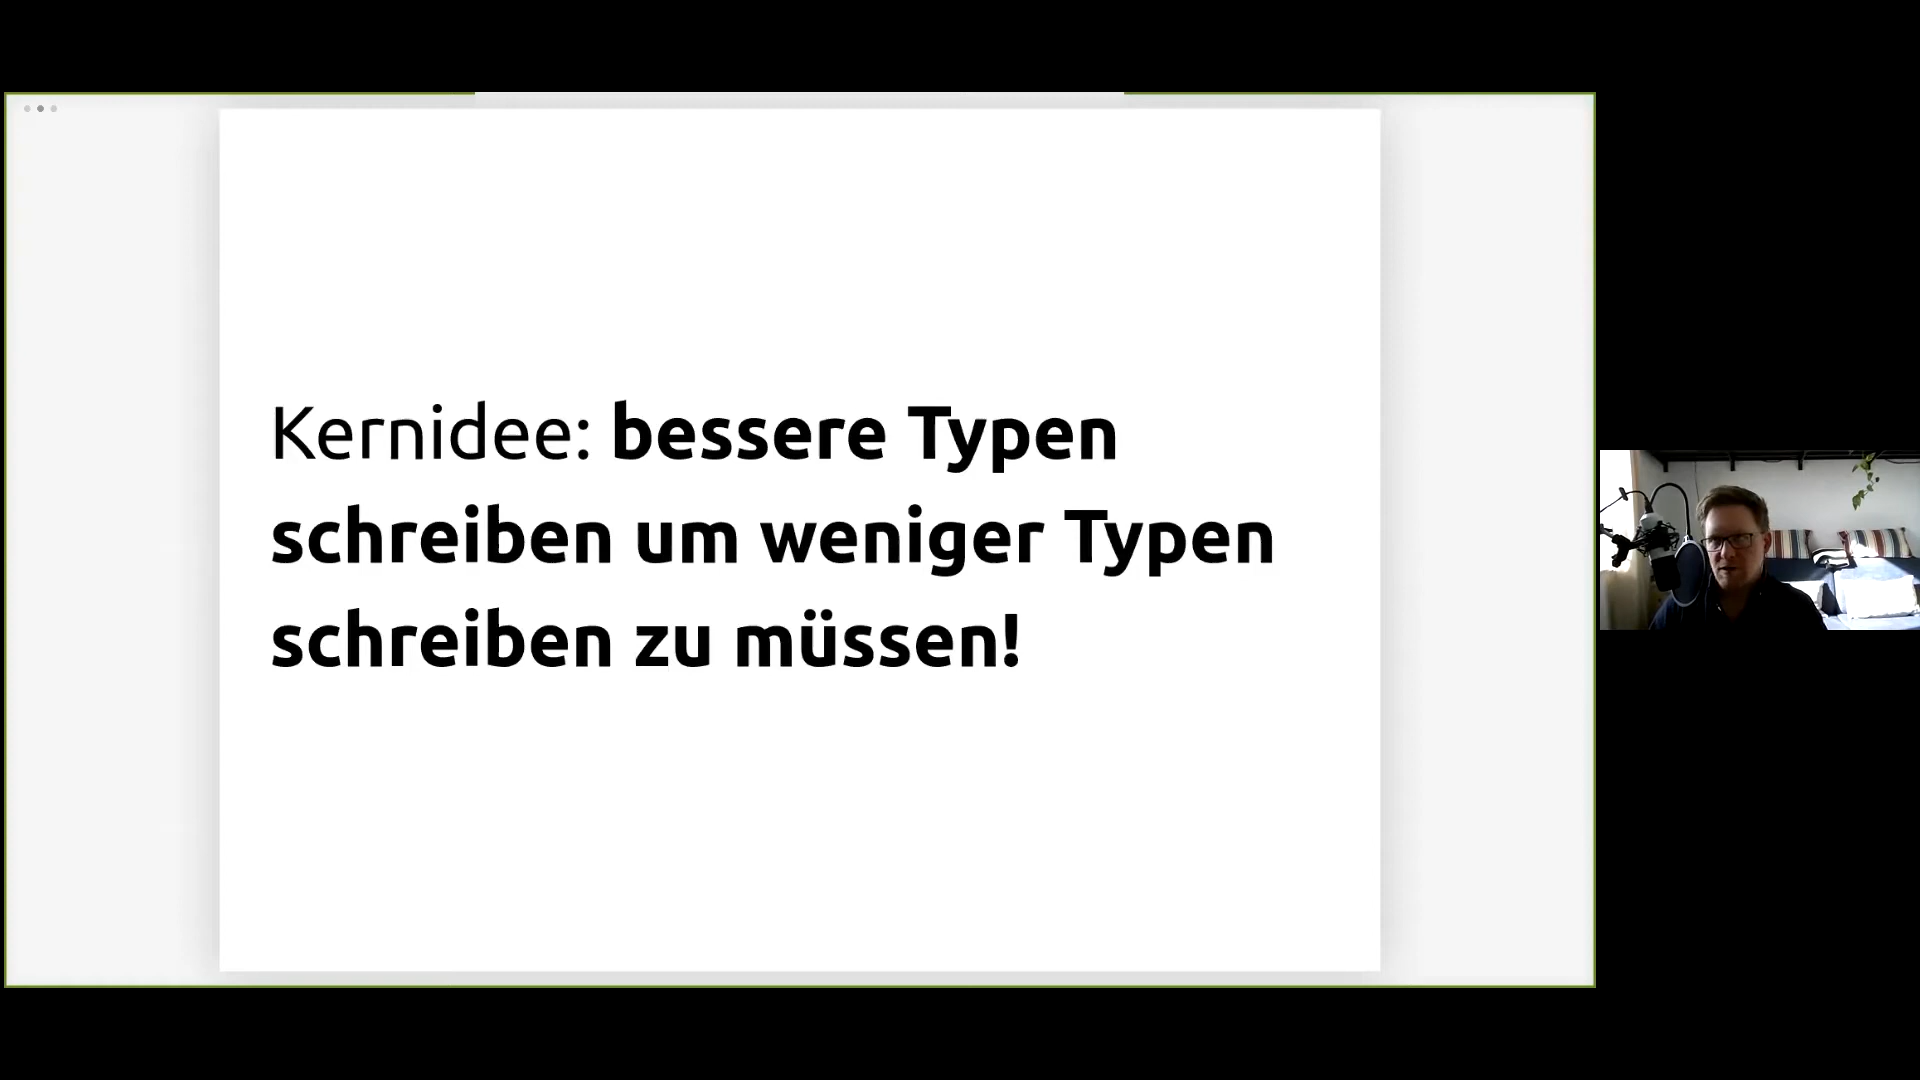 Kernidee: bessere Typen
schreiben um weniger Typen
schreiben zu müssen!